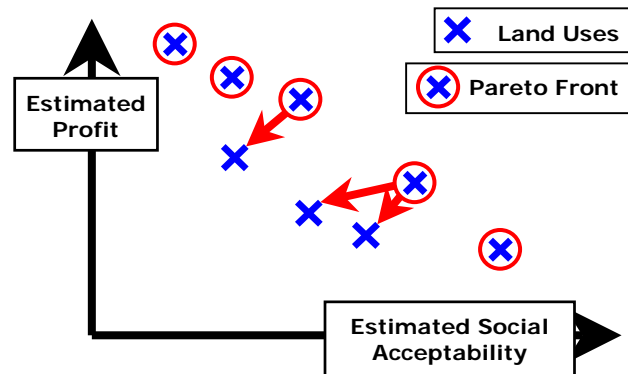 Land Uses
Pareto Front
Estimated
Profit
Estimated Social
Acceptability